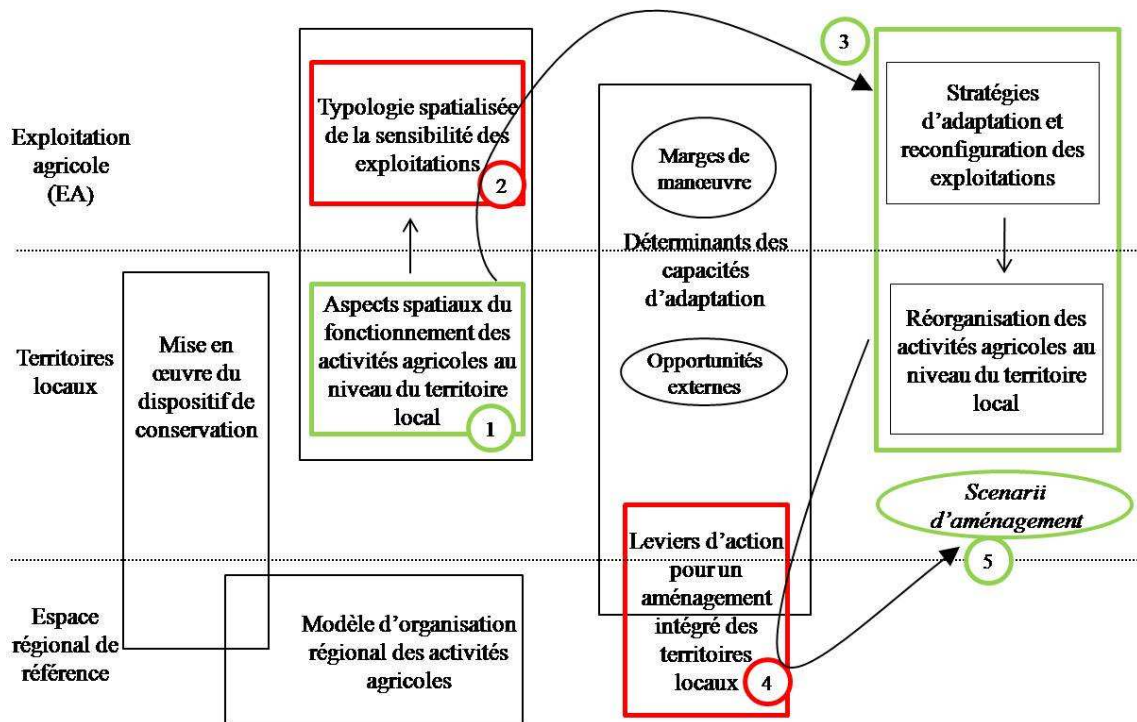 Exploitation
agricole
(EA)
Typologie spatialisée
de la sensibilité des
exploitations
2
Marges de
manœuvre
3
Stratégies
d’adaptation et
reconfiguration des
exploitations
Territoires
locaux
Mise en
œuvre du
dispositif de
conservation
Aspects spatiaux du
fonctionnement des
activités agricoles au
niveau du territoire
local
1
Déterminants des
capacités
d’adaptation
Opportunités
externes
Réorganisation des
activités agricoles au
niveau du territoire
local
Scenarii
d’aménagement
5
Espace
régional de
référence
Modèle d’organisation
régional des activités
agricoles
Leviers d’action
pour un
aménagement
intégré des
territoires
locaux
4